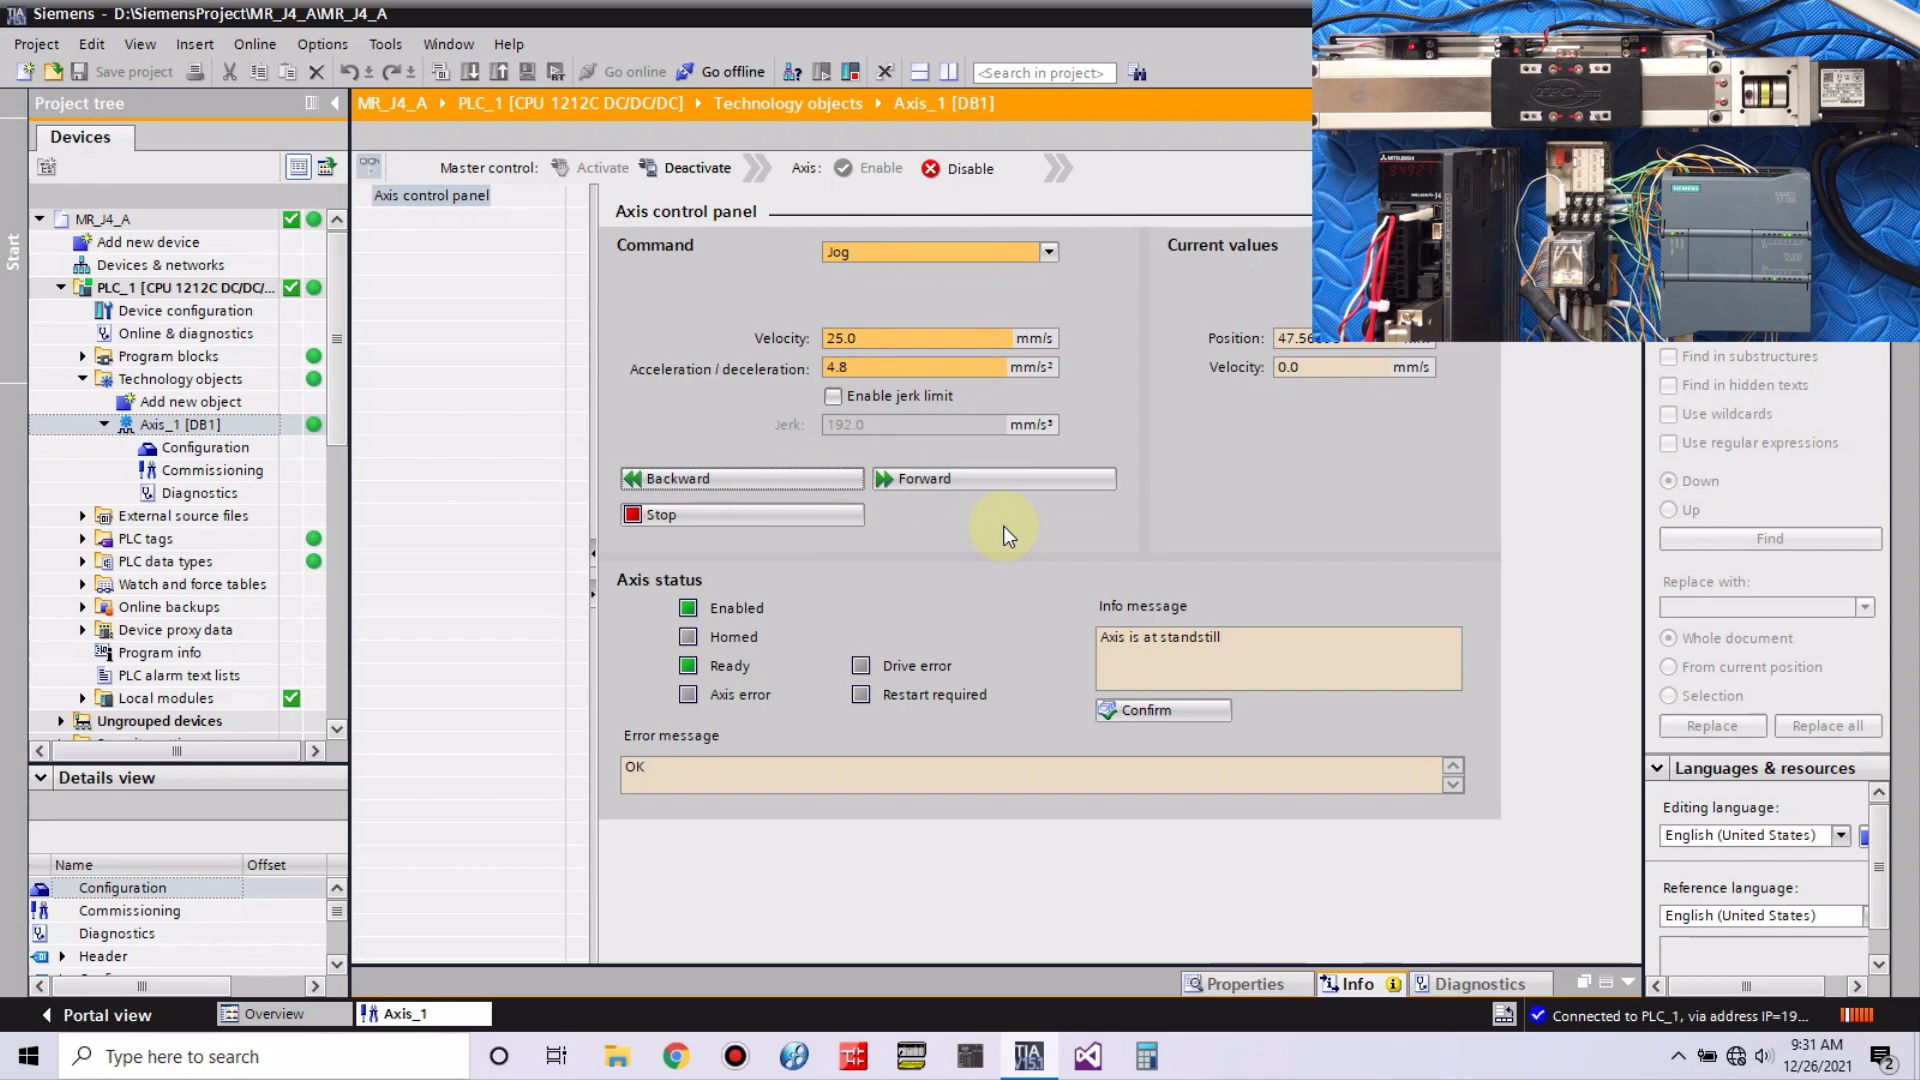 Siemens - D:\SiemensProject\MR_J4_A\MR_J4_A
Project Edit View Insert Online Options Tools Window Help
Save project
Go online
Go offline
<Search in project>
Project tree
MR_J4_A PLC_1 [CPU 1212C DC/DC/DC] Technology objects Axis_1 [DB1]
Devices
Start
Master control: Activate Deactivate Axis: Enable Disable
Axis control panel
MR_J4_A
Add new device
Devices & networks
PLC_1 [CPU 1212C DC/DC/...
Device configuration
Online & diagnostics
Program blocks
Technology objects
Add new object
Axis_1 [DB1]
Configuration
Commissioning
Diagnostics
External source files
PLC tags
PLC data types
Watch and force tables
Online backups
Device proxy data
Program info
PLC alarm text lists
Local modules
Ungrouped devices
Details view
Name Offset
Configuration
Commissioning
Diagnostics
Header
Axis control panel
Command
Jog
Velocity: 25.0 mm/s
Acceleration / deceleration: 4.8 mm/s²
Enable jerk limit
Jerk: 192.0 mm/s³
Backward
Forward
Stop
Current values
Position: 47.56
Velocity: 0.0 mm/s
Axis status
Enabled
Homed
Ready
Axis error
Drive error
Restart required
Info message
Axis is at standstill
Confirm
Error message
OK
MITSUBISHI
SIEMENS
TPC
Find in substructures
Find in hidden texts
Use wildcards
Use regular expressions
Down
Up
Find
Replace with:
Whole document
From current position
Selection
Replace
Replace all
Languages & resources
Editing language:
English (United States)
Reference language:
English (United States)
Properties
Info
Diagnostics
Portal view
Overview
Axis_1
Connected to PLC_1, via address IP=19...
Type here to search
TIA
V15.1
9:31 AM
12/26/2021
2